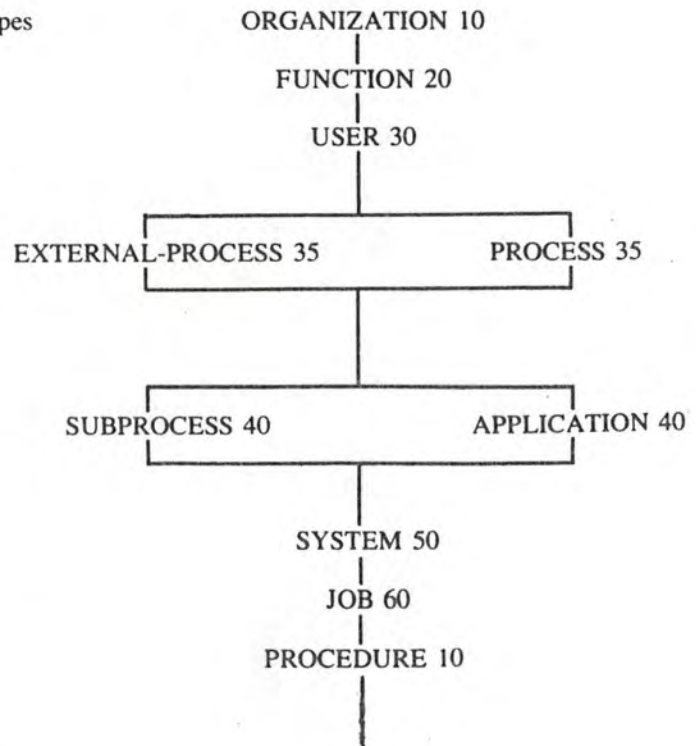 pes
ORGANIZATION 10
FUNCTION 20
USER 30
EXTERNAL-PROCESS 35 PROCESS 35
SUBPROCESS 40 APPLICATION 40
SYSTEM 50
JOB 60
PROCEDURE 10